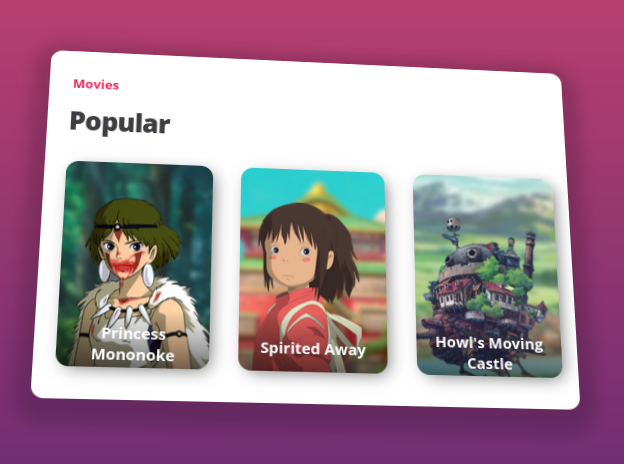 Movies
Popular
Princess
Mononoke
Spirited Away
Howl's Moving
Castle